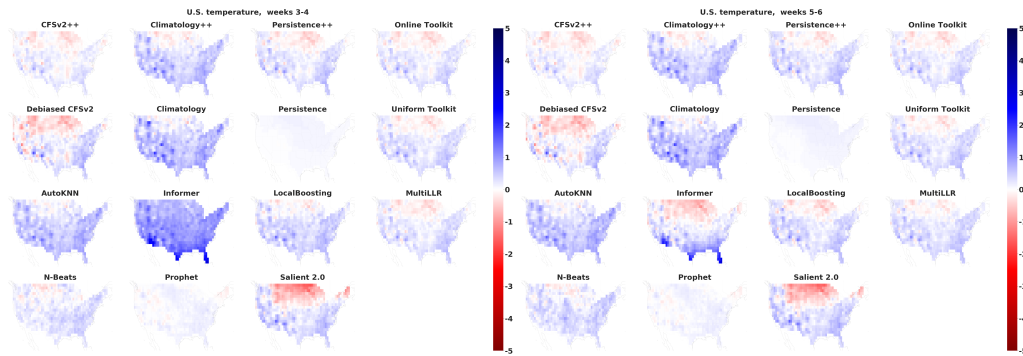 U.S. temperature, weeks 3-4
CFSv2++ Climatology++ Persistence++ Online Toolkit
Debiased CFSv2 Climatology Persistence Uniform Toolkit
AutoKNN Informer LocalBoosting MultiLLR
N-Beats Prophet Salient 2.0
5
4
3
2
1
0
-1
-2
-3
-4
-5
U.S. temperature, weeks 5-6
CFSv2++ Climatology++ Persistence++ Online Toolkit
Debiased CFSv2 Climatology Persistence Uniform Toolkit
AutoKNN Informer LocalBoosting MultiLLR
N-Beats Prophet Salient 2.0
5
4
3
2
1
0
-1
-2
-3
-4
-5